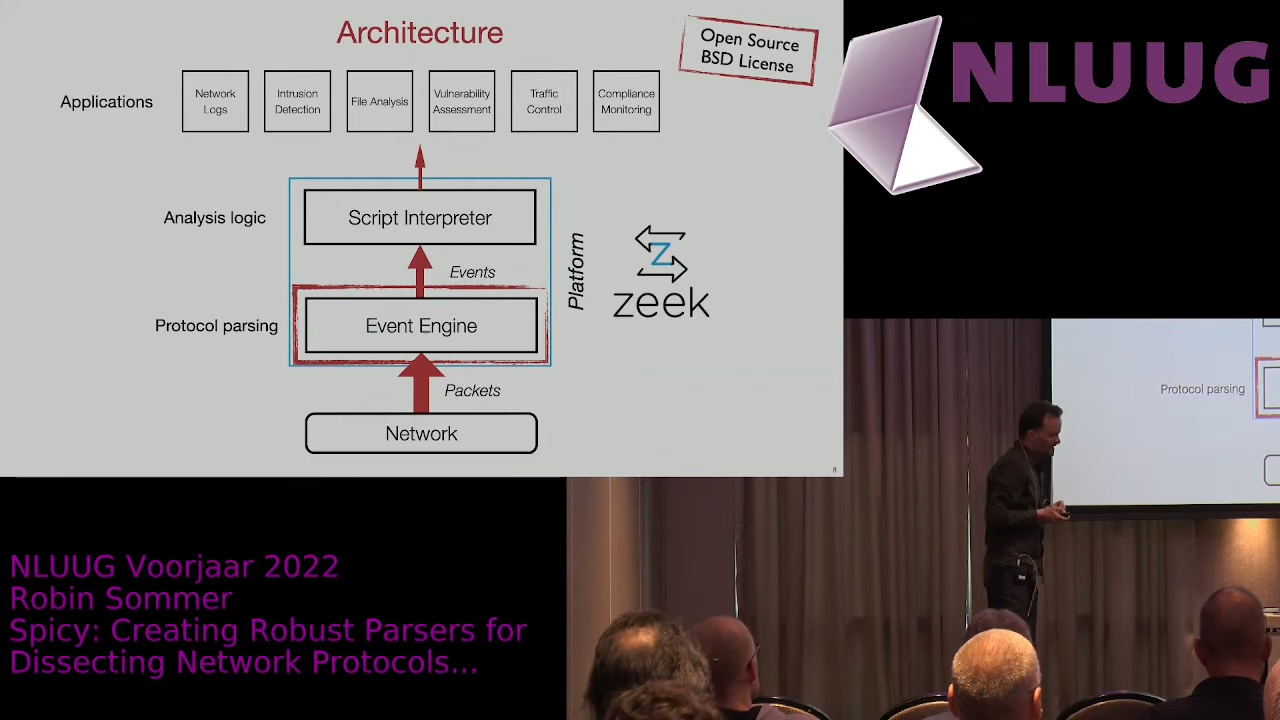 Architecture
Open Source
BSD License
NLUUG
Applications
Network
Logs
Intrusion
Detection
File Analysis
Vulnerability
Assessment
Traffic
Control
Compliance
Monitoring
Analysis logic
Script Interpreter
Events
Platform
Z
zeek
Protocol parsing
Event Engine
Packets
Network
8
Protocol parsing
NLUUG Voorjaar 2022
Robin Sommer
Spicy: Creating Robust Parsers for
Dissecting Network Protocols...